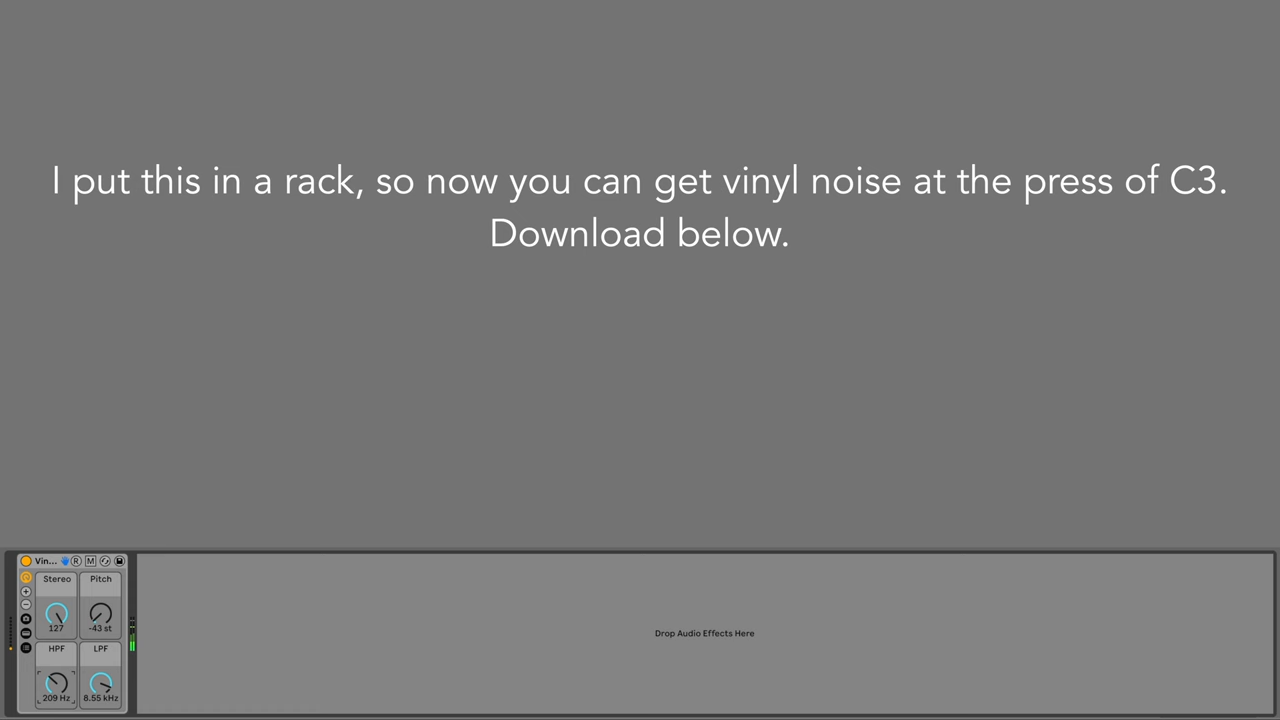 I put this in a rack, so now you can get vinyl noise at the press of C3.
Download below.
Vin... R M
Stereo Pitch
127 -43 st
HPF LPF
209 Hz 8.55 kHz
Drop Audio Effects Here